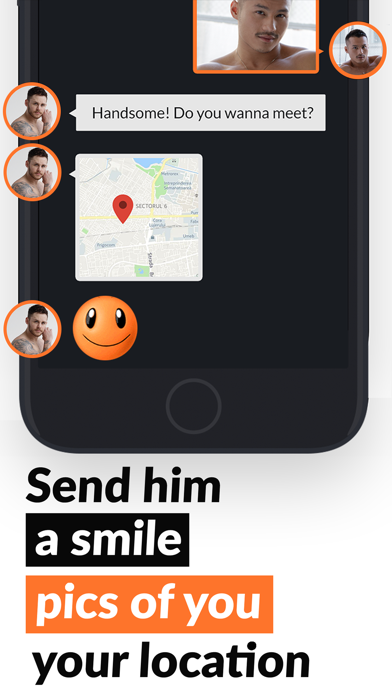 Handsome! Do you wanna meet?
SECTORUL 6
Send him
a smile
pics of you
your location